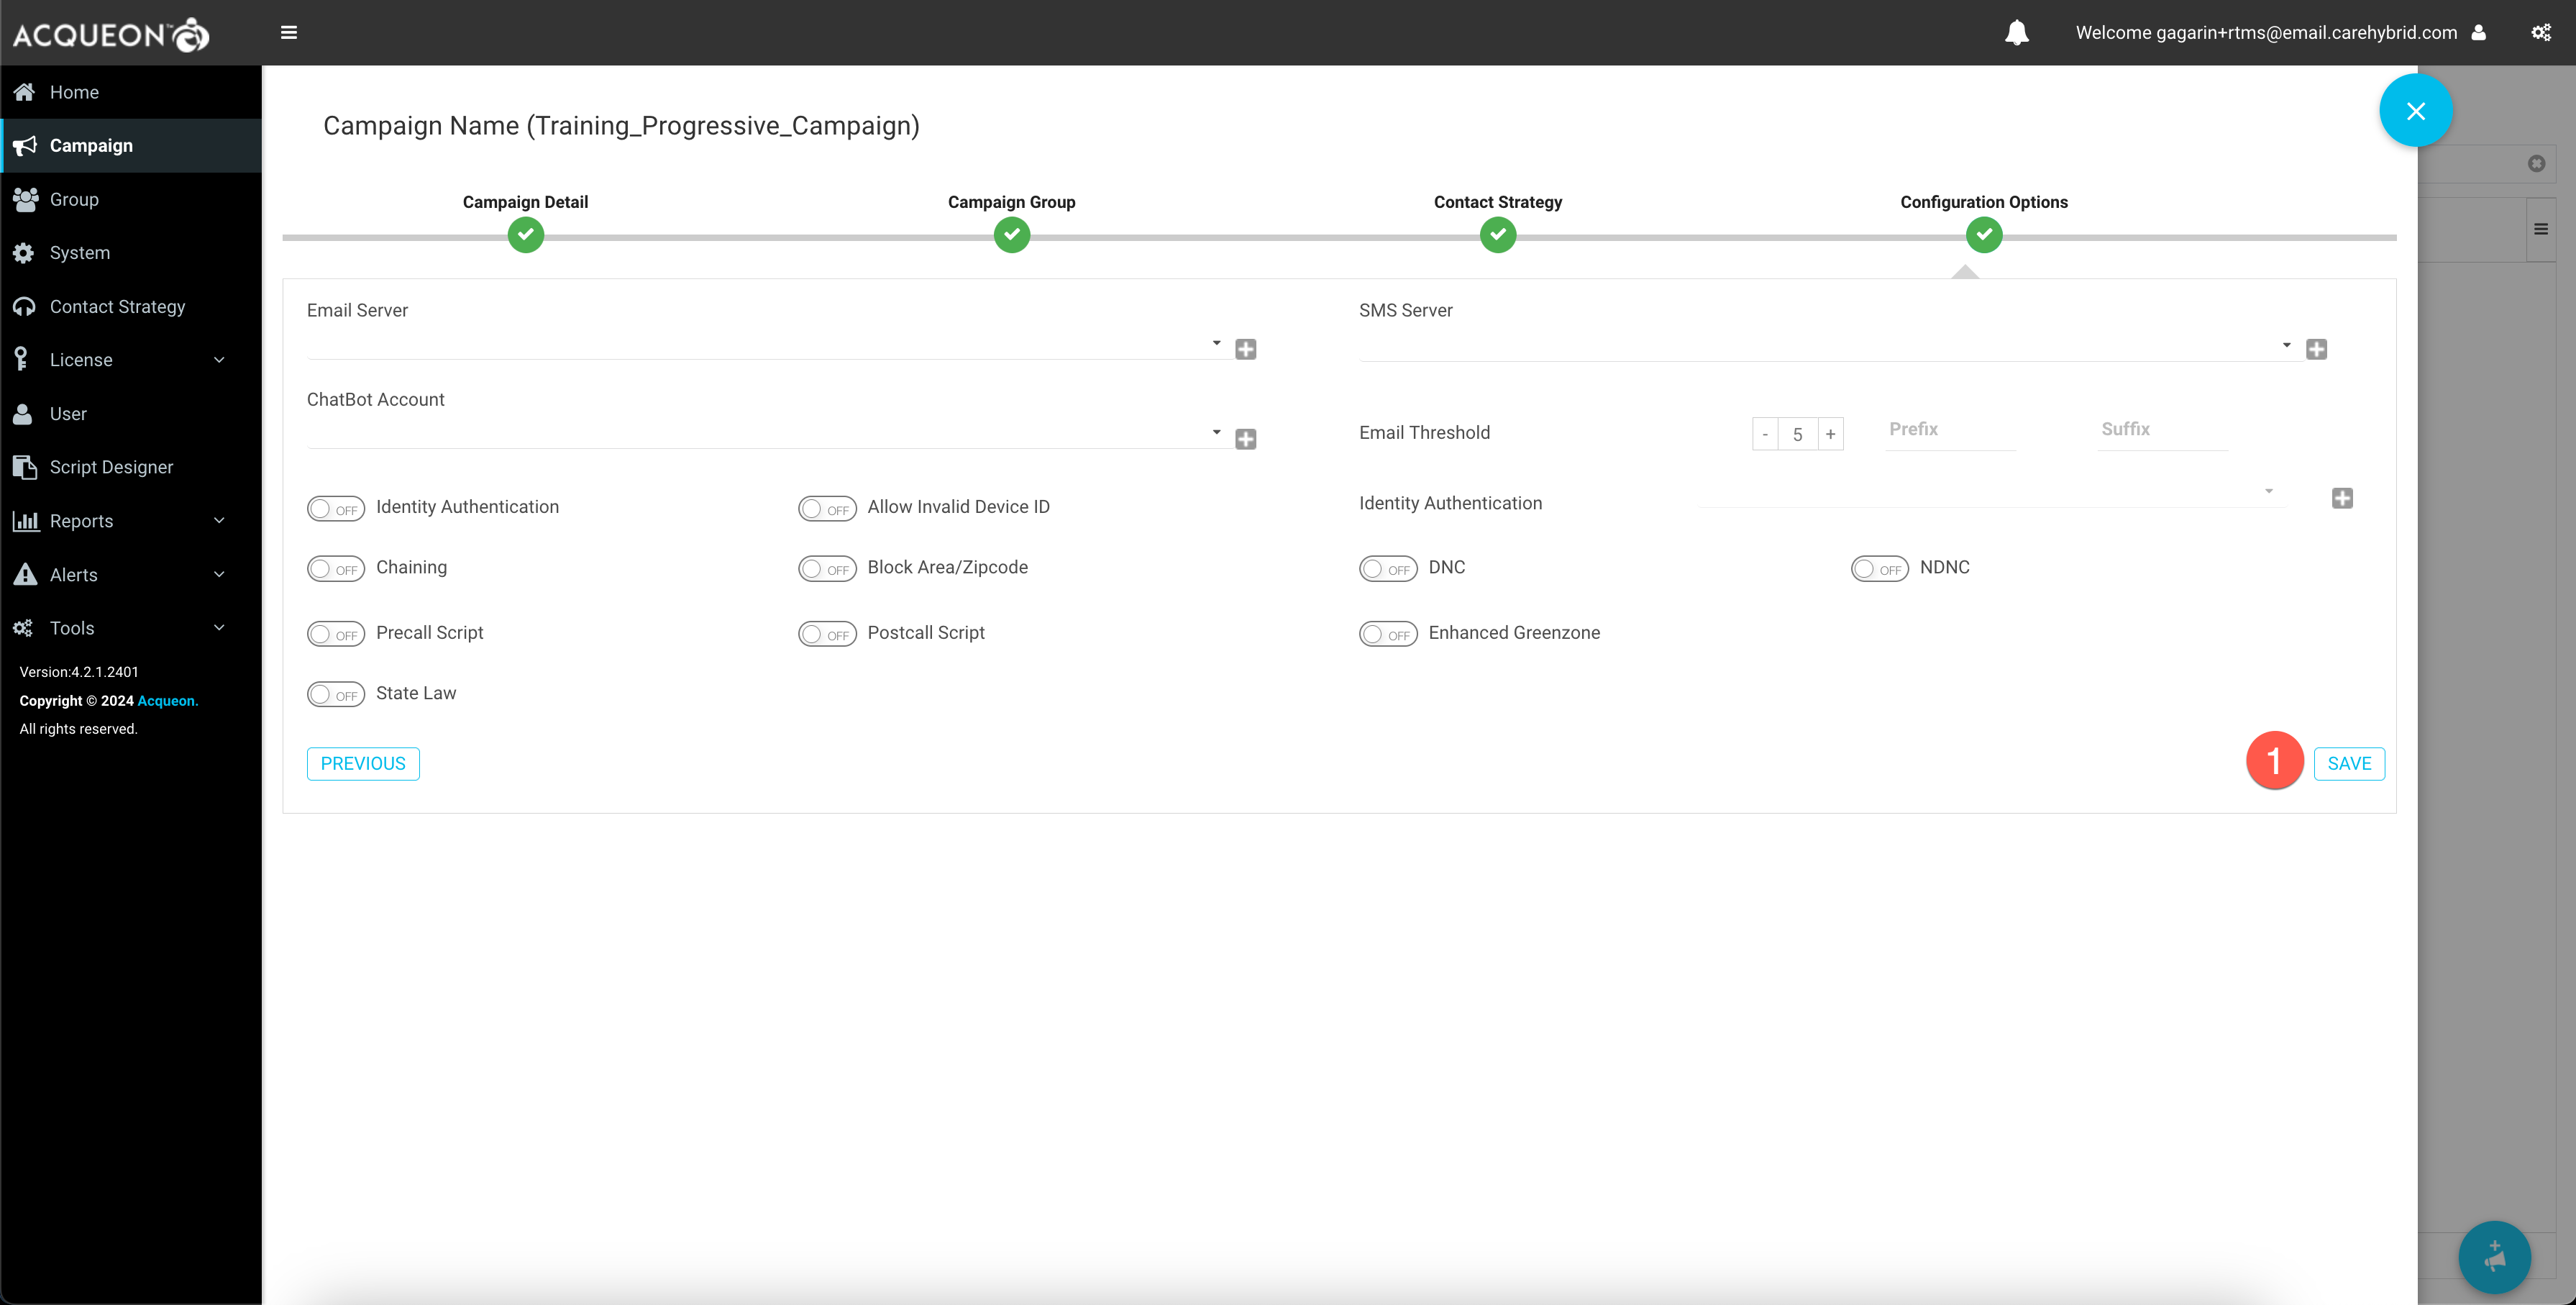 ACQUEON™
Welcome gagarin+rtms@email.carehybrid.com
Home
Campaign
Group
System
Contact Strategy
License
User
Script Designer
Reports
Alerts
Tools
Version:4.2.1.2401
Copyright © 2024 Acqueon.
All rights reserved.
Campaign Name (Training_Progressive_Campaign)
Campaign Detail
Campaign Group
Contact Strategy
Configuration Options
Email Server
SMS Server
ChatBot Account
Email Threshold
- 5 +
Prefix
Suffix
OFF Identity Authentication
OFF Allow Invalid Device ID
Identity Authentication
OFF Chaining
OFF Block Area/Zipcode
OFF DNC
OFF NDNC
OFF Precall Script
OFF Postcall Script
OFF Enhanced Greenzone
OFF State Law
PREVIOUS
1
SAVE